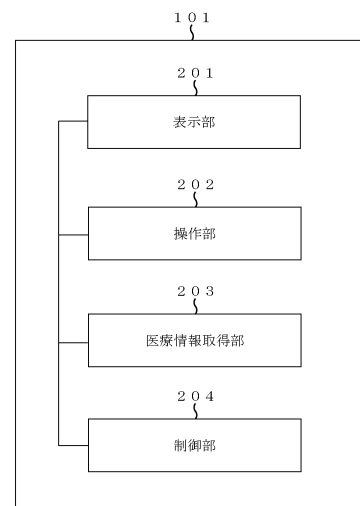 １０１
２０１
表示部
２０２
操作部
２０３
医療情報取得部
２０４
制御部